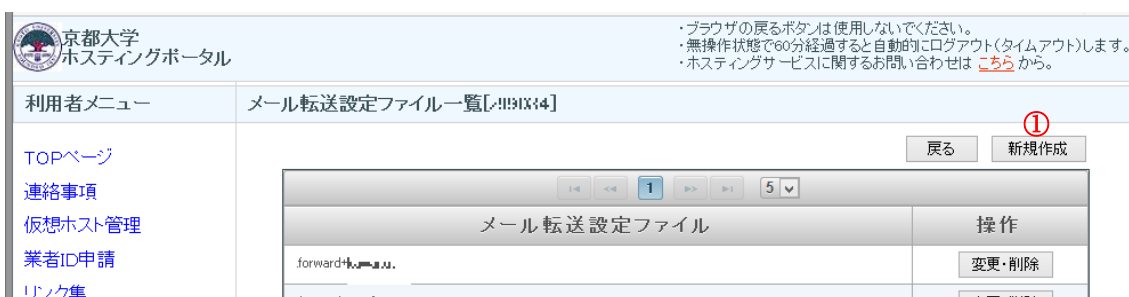 京都大学
ホスティングポータル
・ブラウザの戻るボタンは使用しないでください。
・無操作状態で60分経過すると自動的にログアウト(タイムアウト)します。
・ホスティングサービスに関するお問い合わせは こちら から。
利用者メニュー
メール転送設定ファイル一覧
①
戻る 新規作成
TOPページ
連絡事項
仮想ホスト管理
業者ID申請
リンク集
1 5
メール転送設定ファイル 操作
.forward+
変更・削除